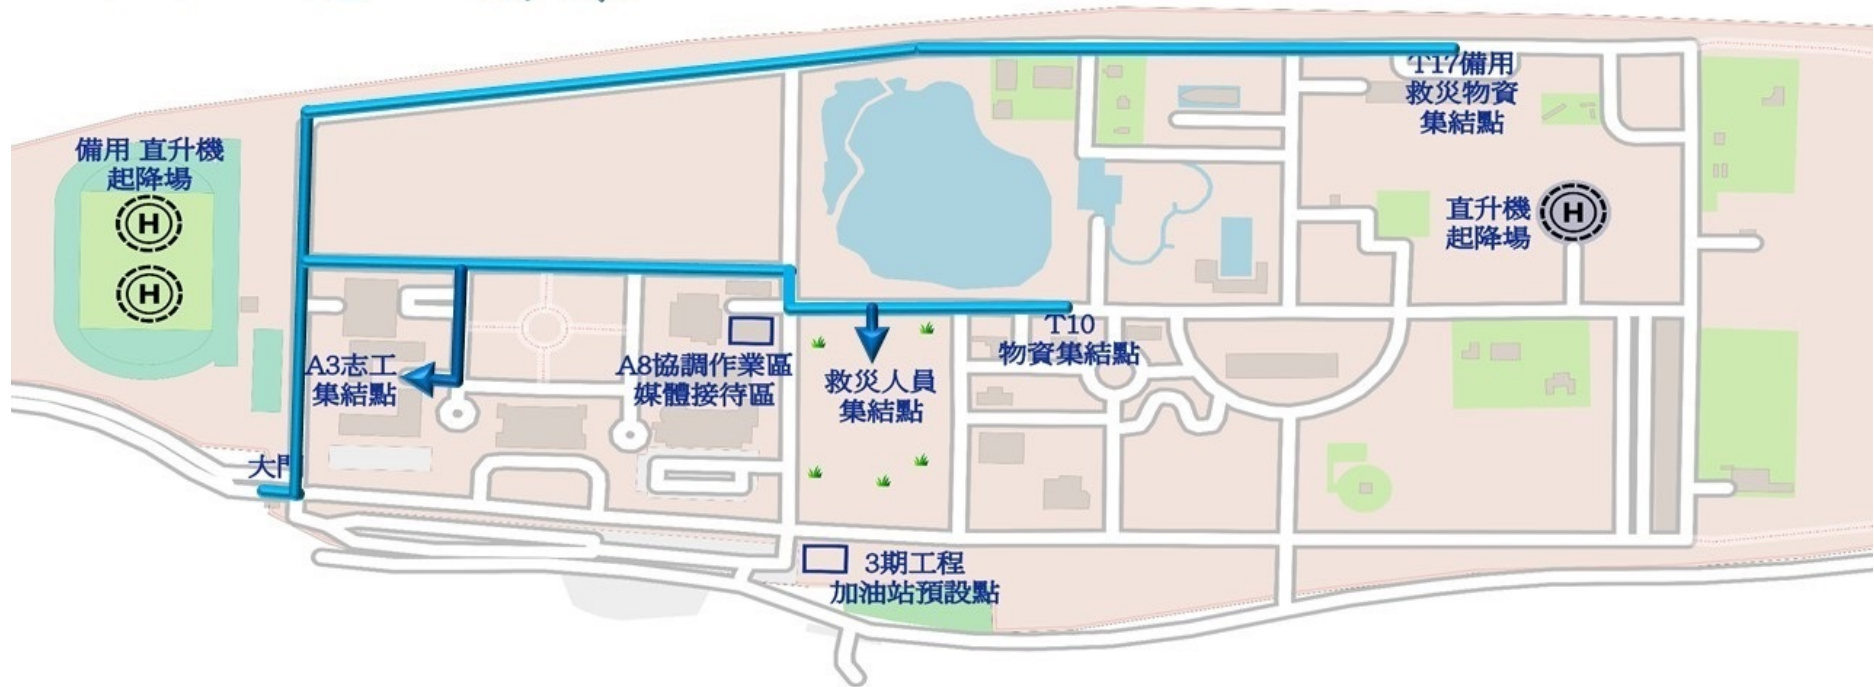 T17備用
救災物資
集結點
備用 直升機
起降場
H
H
直升機
起降場
H
T10
物資集結點
A3志工
集結點
A8協調作業區
媒體接待區
救災人員
集結點
大門
3期工程
加油站預設點